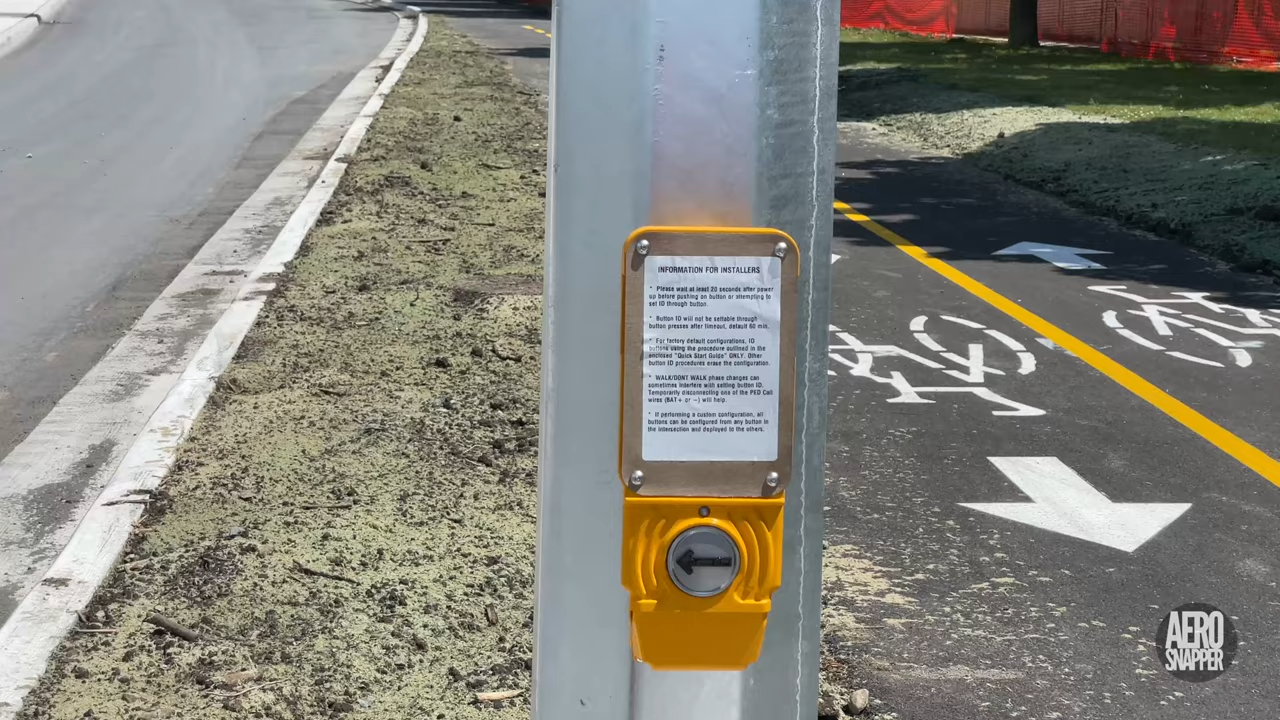 INFORMATION FOR INSTALLERS
* Please wait at least 20 seconds after power
up before pushing on button or attempting to
set ID through button.
* Button ID will not be settable through
button presses after timeout, default 60 min.
* For factory default configurations, ID
buttons using the procedure outlined in the
enclosed "Quick Start Guide" ONLY. Other
button ID procedures erase the configuration.
* WALK/DONT WALK phase changes can
sometimes interfere with setting button ID.
Temporarily disconnecting one of the PED Call
wires (BAT+ or -) will help.
* If performing a custom configuration, all
buttons can be configured from any button in
the intersection and deployed to the others.
AERO
SNAPPER